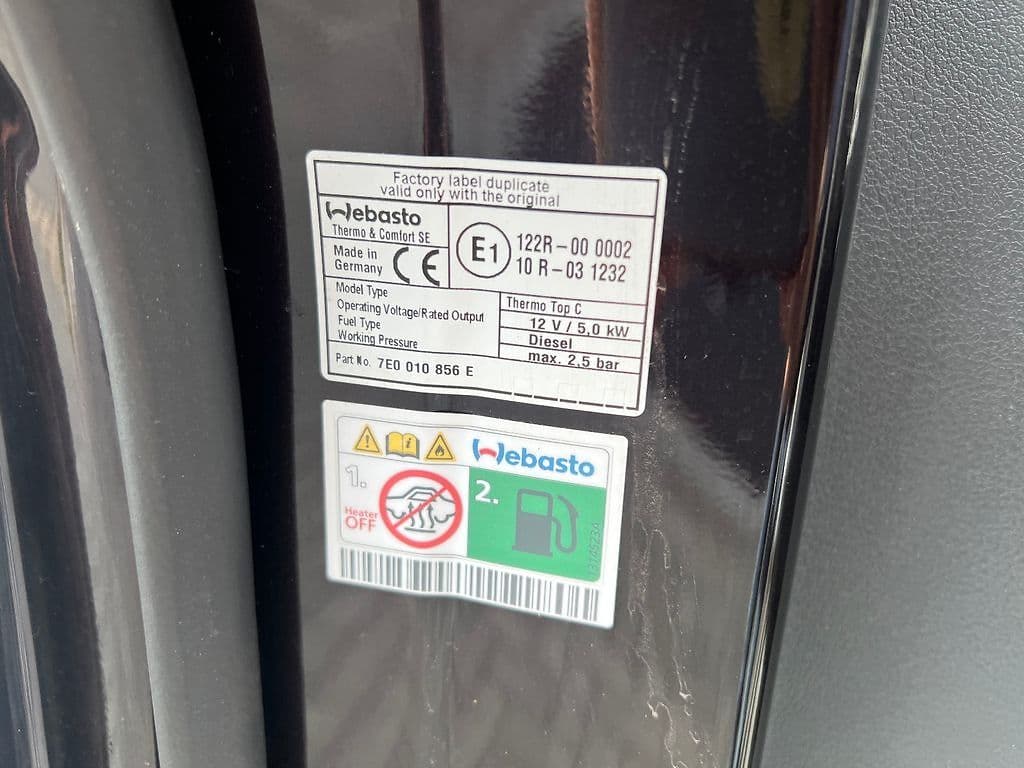 Factory label duplicate
valid only with the original
Webasto
Thermo & Comfort SE
Made in
Germany
CE
E1
122R-00 0002
10 R-03 1232
Model Type
Thermo Top C
Operating Voltage/Rated Output
12 V / 5,0 kW
Fuel Type
Diesel
Working Pressure
max. 2,5 bar
Part No. 7E0 010 856 E
Webasto
1.
Heater
OFF
2.